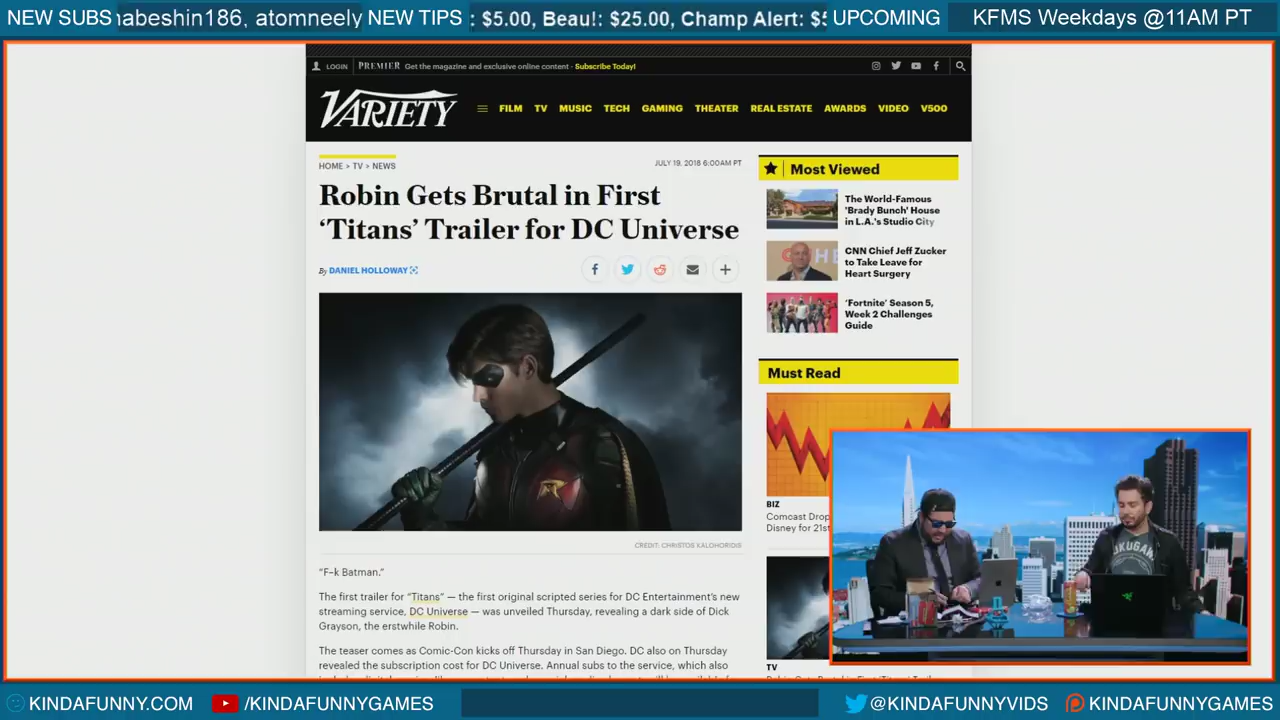 NEW SUBS
nabeshin186, atomneely
NEW TIPS
: $5.00, Beau!: $25.00, Champ Alert: $5
UPCOMING
KFMS Weekdays @11AM PT
LOGIN
PREMIER Get the magazine and exclusive online content - Subscribe Today!
VARIETY
FILM TV MUSIC TECH GAMING THEATER REAL ESTATE AWARDS VIDEO V500
HOME > TV > NEWS
JULY 19, 2018 6:00AM PT
Robin Gets Brutal in First
‘Titans’ Trailer for DC Universe
By DANIEL HOLLOWAY
CREDIT: CHRISTOS KALOHORIDIS
“F–k Batman.”
The first trailer for “Titans” — the first original scripted series for DC Entertainment's new
streaming service, DC Universe — was unveiled Thursday, revealing a dark side of Dick
Grayson, the erstwhile Robin.
The teaser comes as Comic-Con kicks off Thursday in San Diego. DC also on Thursday
revealed the subscription cost for DC Universe. Annual subs to the service, which also
Most Viewed
The World-Famous
'Brady Bunch' House
in L.A.'s Studio City
CNN Chief Jeff Zucker
to Take Leave for
Heart Surgery
‘Fortnite’ Season 5,
Week 2 Challenges
Guide
Must Read
BIZ
Comcast Drop
Disney for 21st
TV
KINDAFUNNY.COM
/KINDAFUNNYGAMES
@KINDAFUNNYVIDS
KINDAFUNNYGAMES